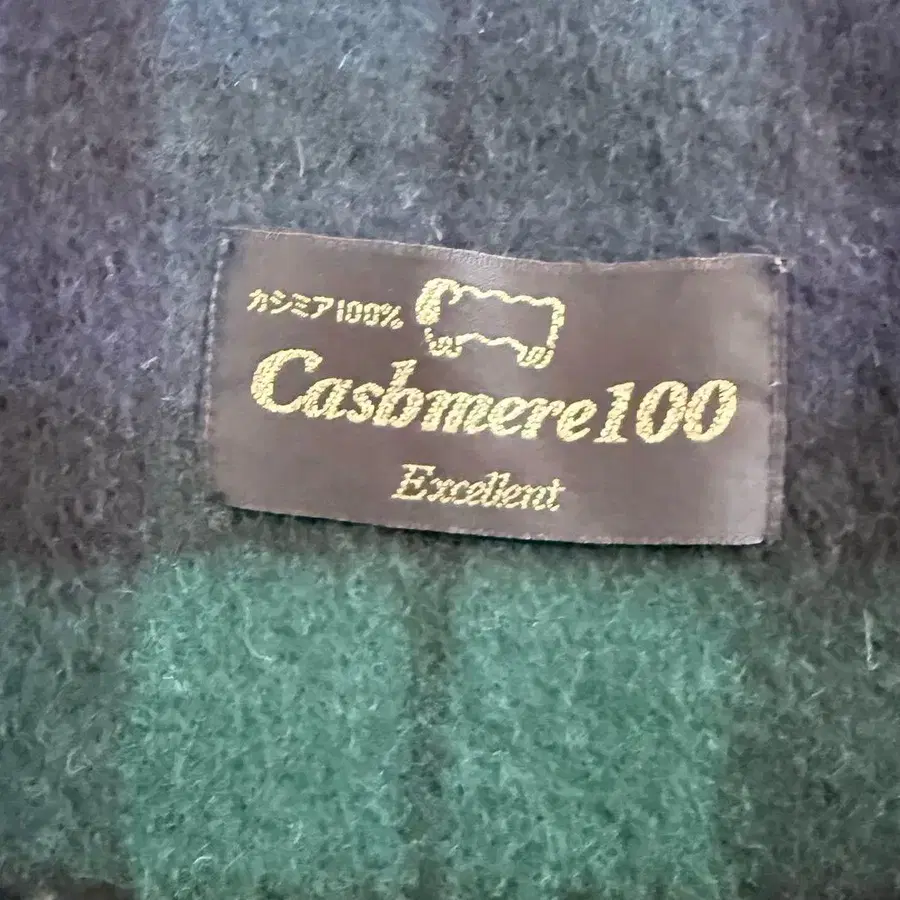 カシミア100%
Cashmere100
Excellent